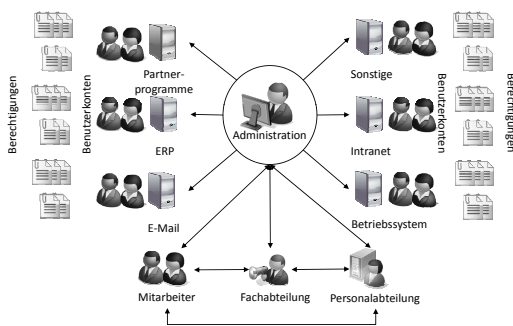 Berechtigungen
Benutzerkonten
Partner-
programme
ERP
E-Mail
Administration
Sonstige
Intranet
Betriebssystem
Benutzerkonten
Berechtigungen
Mitarbeiter
Fachabteilung
Personalabteilung